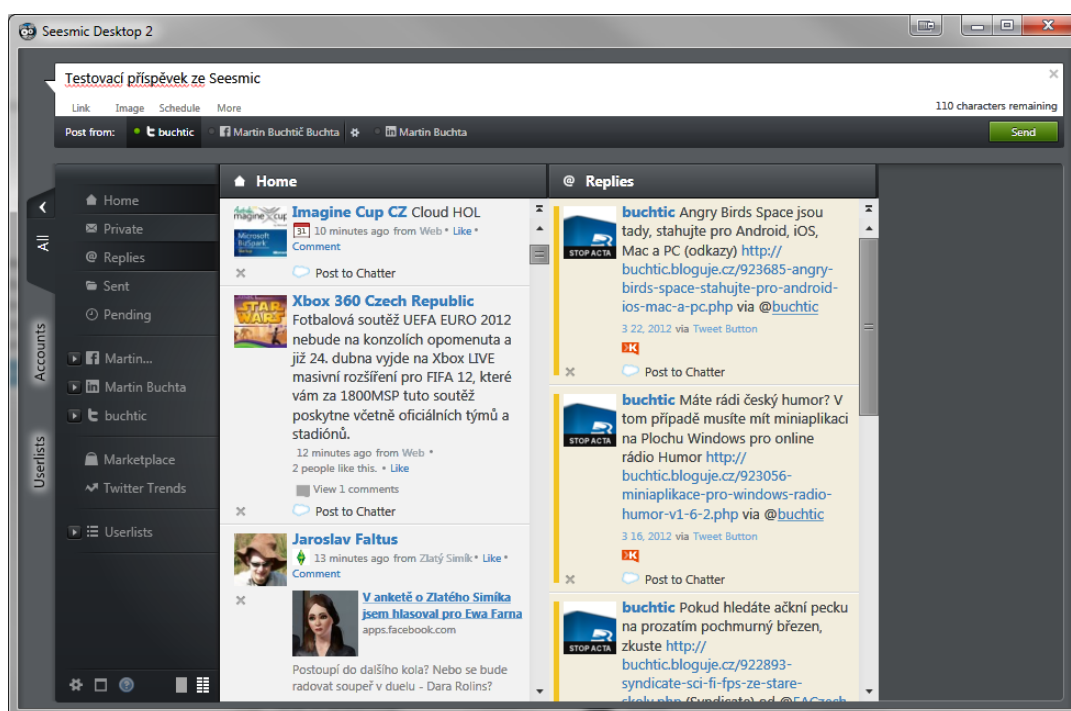 Seesmic Desktop 2
Testovací příspěvek ze Seesmic
Link Image Schedule More
110 characters remaining
Post from: buchtic Martin Buchtič Buchta Martin Buchta
Send
All
Accounts
Userlists
Home
Private
Replies
Sent
Pending
Martin...
Martin Buchta
buchtic
Marketplace
Twitter Trends
Userlists
Home
imagine cup
Microsoft
BizSpark
Imagine Cup CZ Cloud HOL
31 10 minutes ago from Web • Like •
Comment
Post to Chatter
STAR
WARS
Xbox 360 Czech Republic
Fotbalová soutěž UEFA EURO 2012
nebude na konzolích opomenuta a
již 24. dubna vyjde na Xbox LIVE
masivní rozšíření pro FIFA 12, které
vám za 1800MSP tuto soutěž
poskytne včetně oficiálních týmů a
stadiónů.
12 minutes ago from Web •
2 people like this. • Like
View 1 comments
Post to Chatter
Jaroslav Faltus
13 minutes ago from Zlatý Simík • Like •
Comment
V anketě o Zlatého Simíka
jsem hlasoval pro Ewa Farna
apps.facebook.com
Postoupí do dalšího kola? Nebo se bude
radovat soupeř v duelu - Dara Rolins?
@ Replies
STOP ACTA
buchtic Angry Birds Space jsou
tady, stahujte pro Android, iOS,
Mac a PC (odkazy) http://
buchtic.bloguje.cz/923685-angry-
birds-space-stahujte-pro-android-
ios-mac-a-pc.php via @buchtic
3 22, 2012 via Tweet Button
K
Post to Chatter
STOP ACTA
buchtic Máte rádi český humor? V
tom případě musíte mít miniaplikaci
na Plochu Windows pro online
rádio Humor http://
buchtic.bloguje.cz/923056-
miniaplikace-pro-windows-radio-
humor-v1-6-2.php via @buchtic
3 16, 2012 via Tweet Button
K
Post to Chatter
STOP ACTA
buchtic Pokud hledáte ačkní pecku
na prozatím pochmurný březen,
zkuste http://
buchtic.bloguje.cz/922893-
syndicate-sci-fi-fps-ze-stare-
skoly.php (Syndicate) od @EACzech